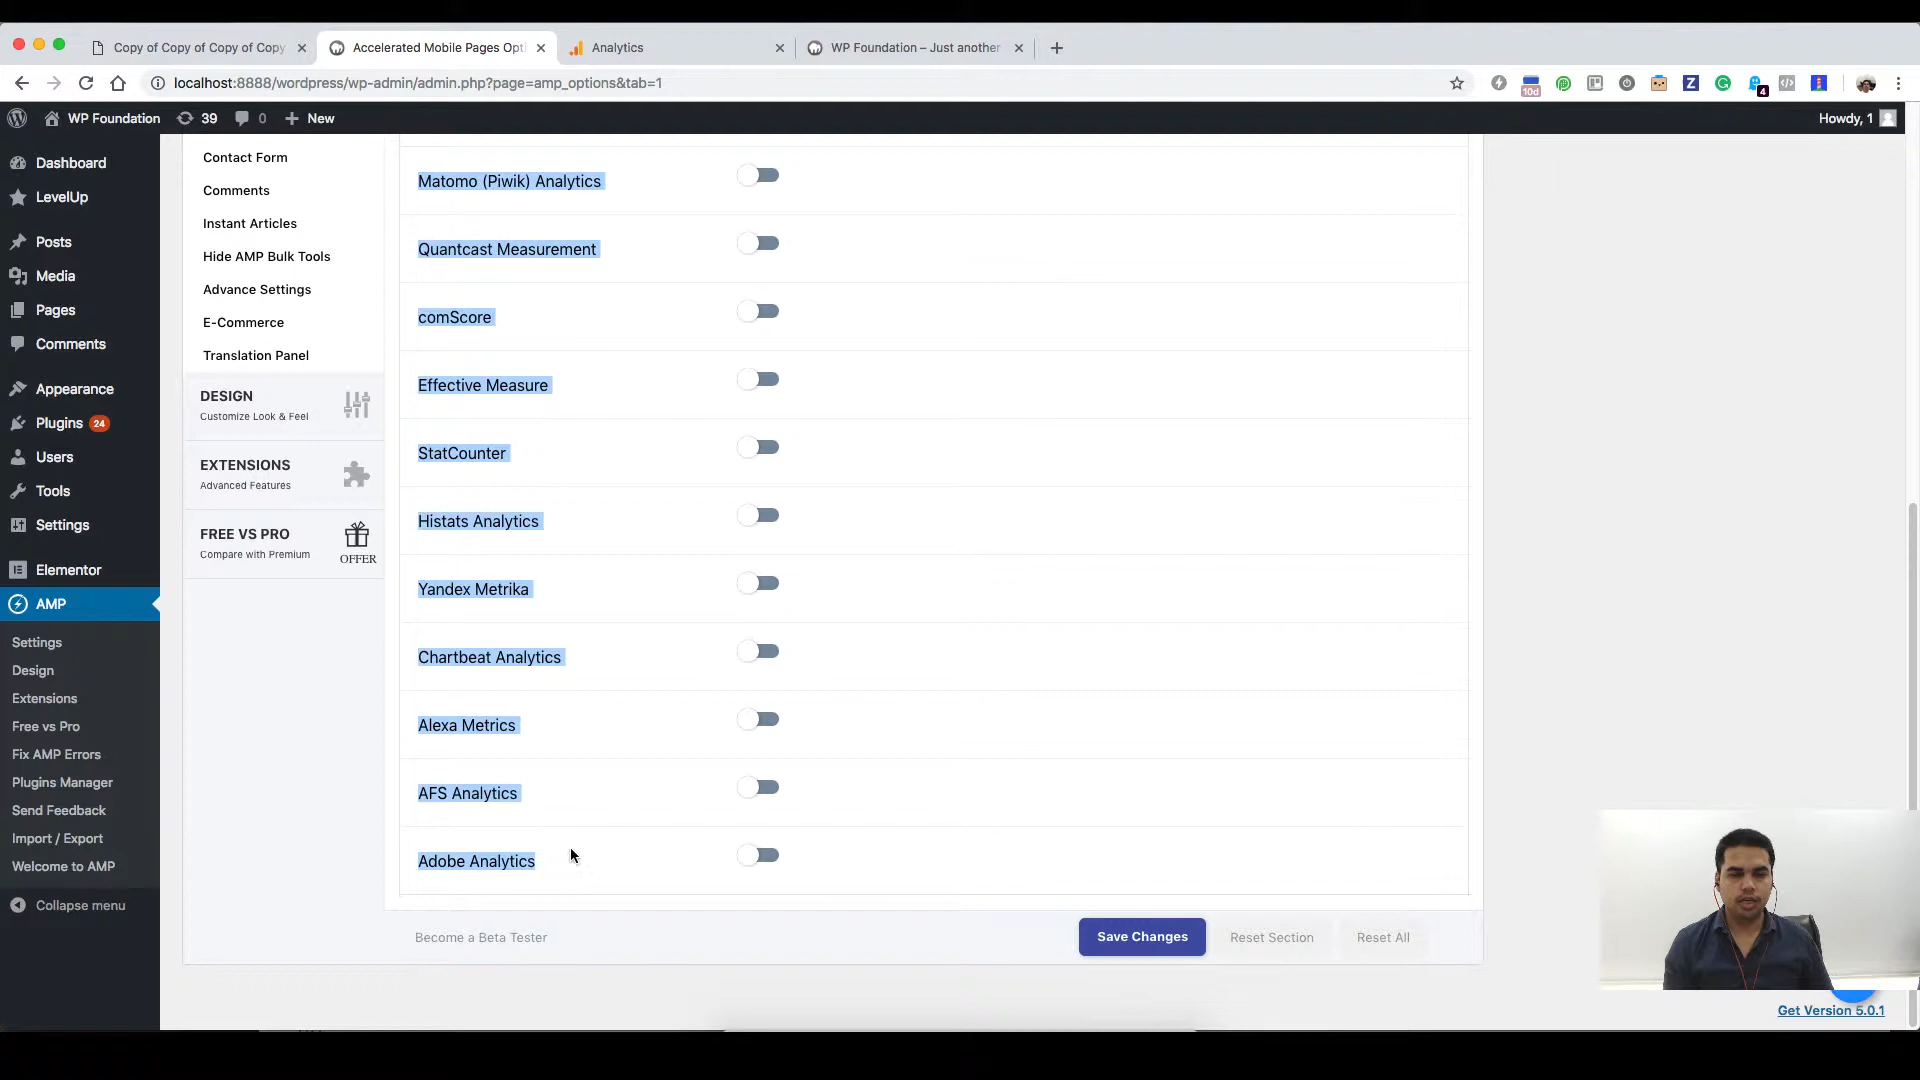 Copy of Copy of Copy of Copy
Accelerated Mobile Pages Opti
Analytics
WP Foundation – Just another
localhost:8888/wordpress/wp-admin/admin.php?page=amp_options&tab=1
10d
4
WP Foundation
39
0
New
Howdy, 1
Dashboard
LevelUp
Posts
Media
Pages
Comments
Appearance
Plugins 24
Users
Tools
Settings
Elementor
AMP
Settings
Design
Extensions
Free vs Pro
Fix AMP Errors
Plugins Manager
Send Feedback
Import / Export
Welcome to AMP
Collapse menu
Contact Form
Comments
Instant Articles
Hide AMP Bulk Tools
Advance Settings
E-Commerce
Translation Panel
DESIGN
Customize Look & Feel
EXTENSIONS
Advanced Features
FREE VS PRO
Compare with Premium
OFFER
Matomo (Piwik) Analytics
Quantcast Measurement
comScore
Effective Measure
StatCounter
Histats Analytics
Yandex Metrika
Chartbeat Analytics
Alexa Metrics
AFS Analytics
Adobe Analytics
Become a Beta Tester
Save Changes
Reset Section
Reset All
Get Version 5.0.1